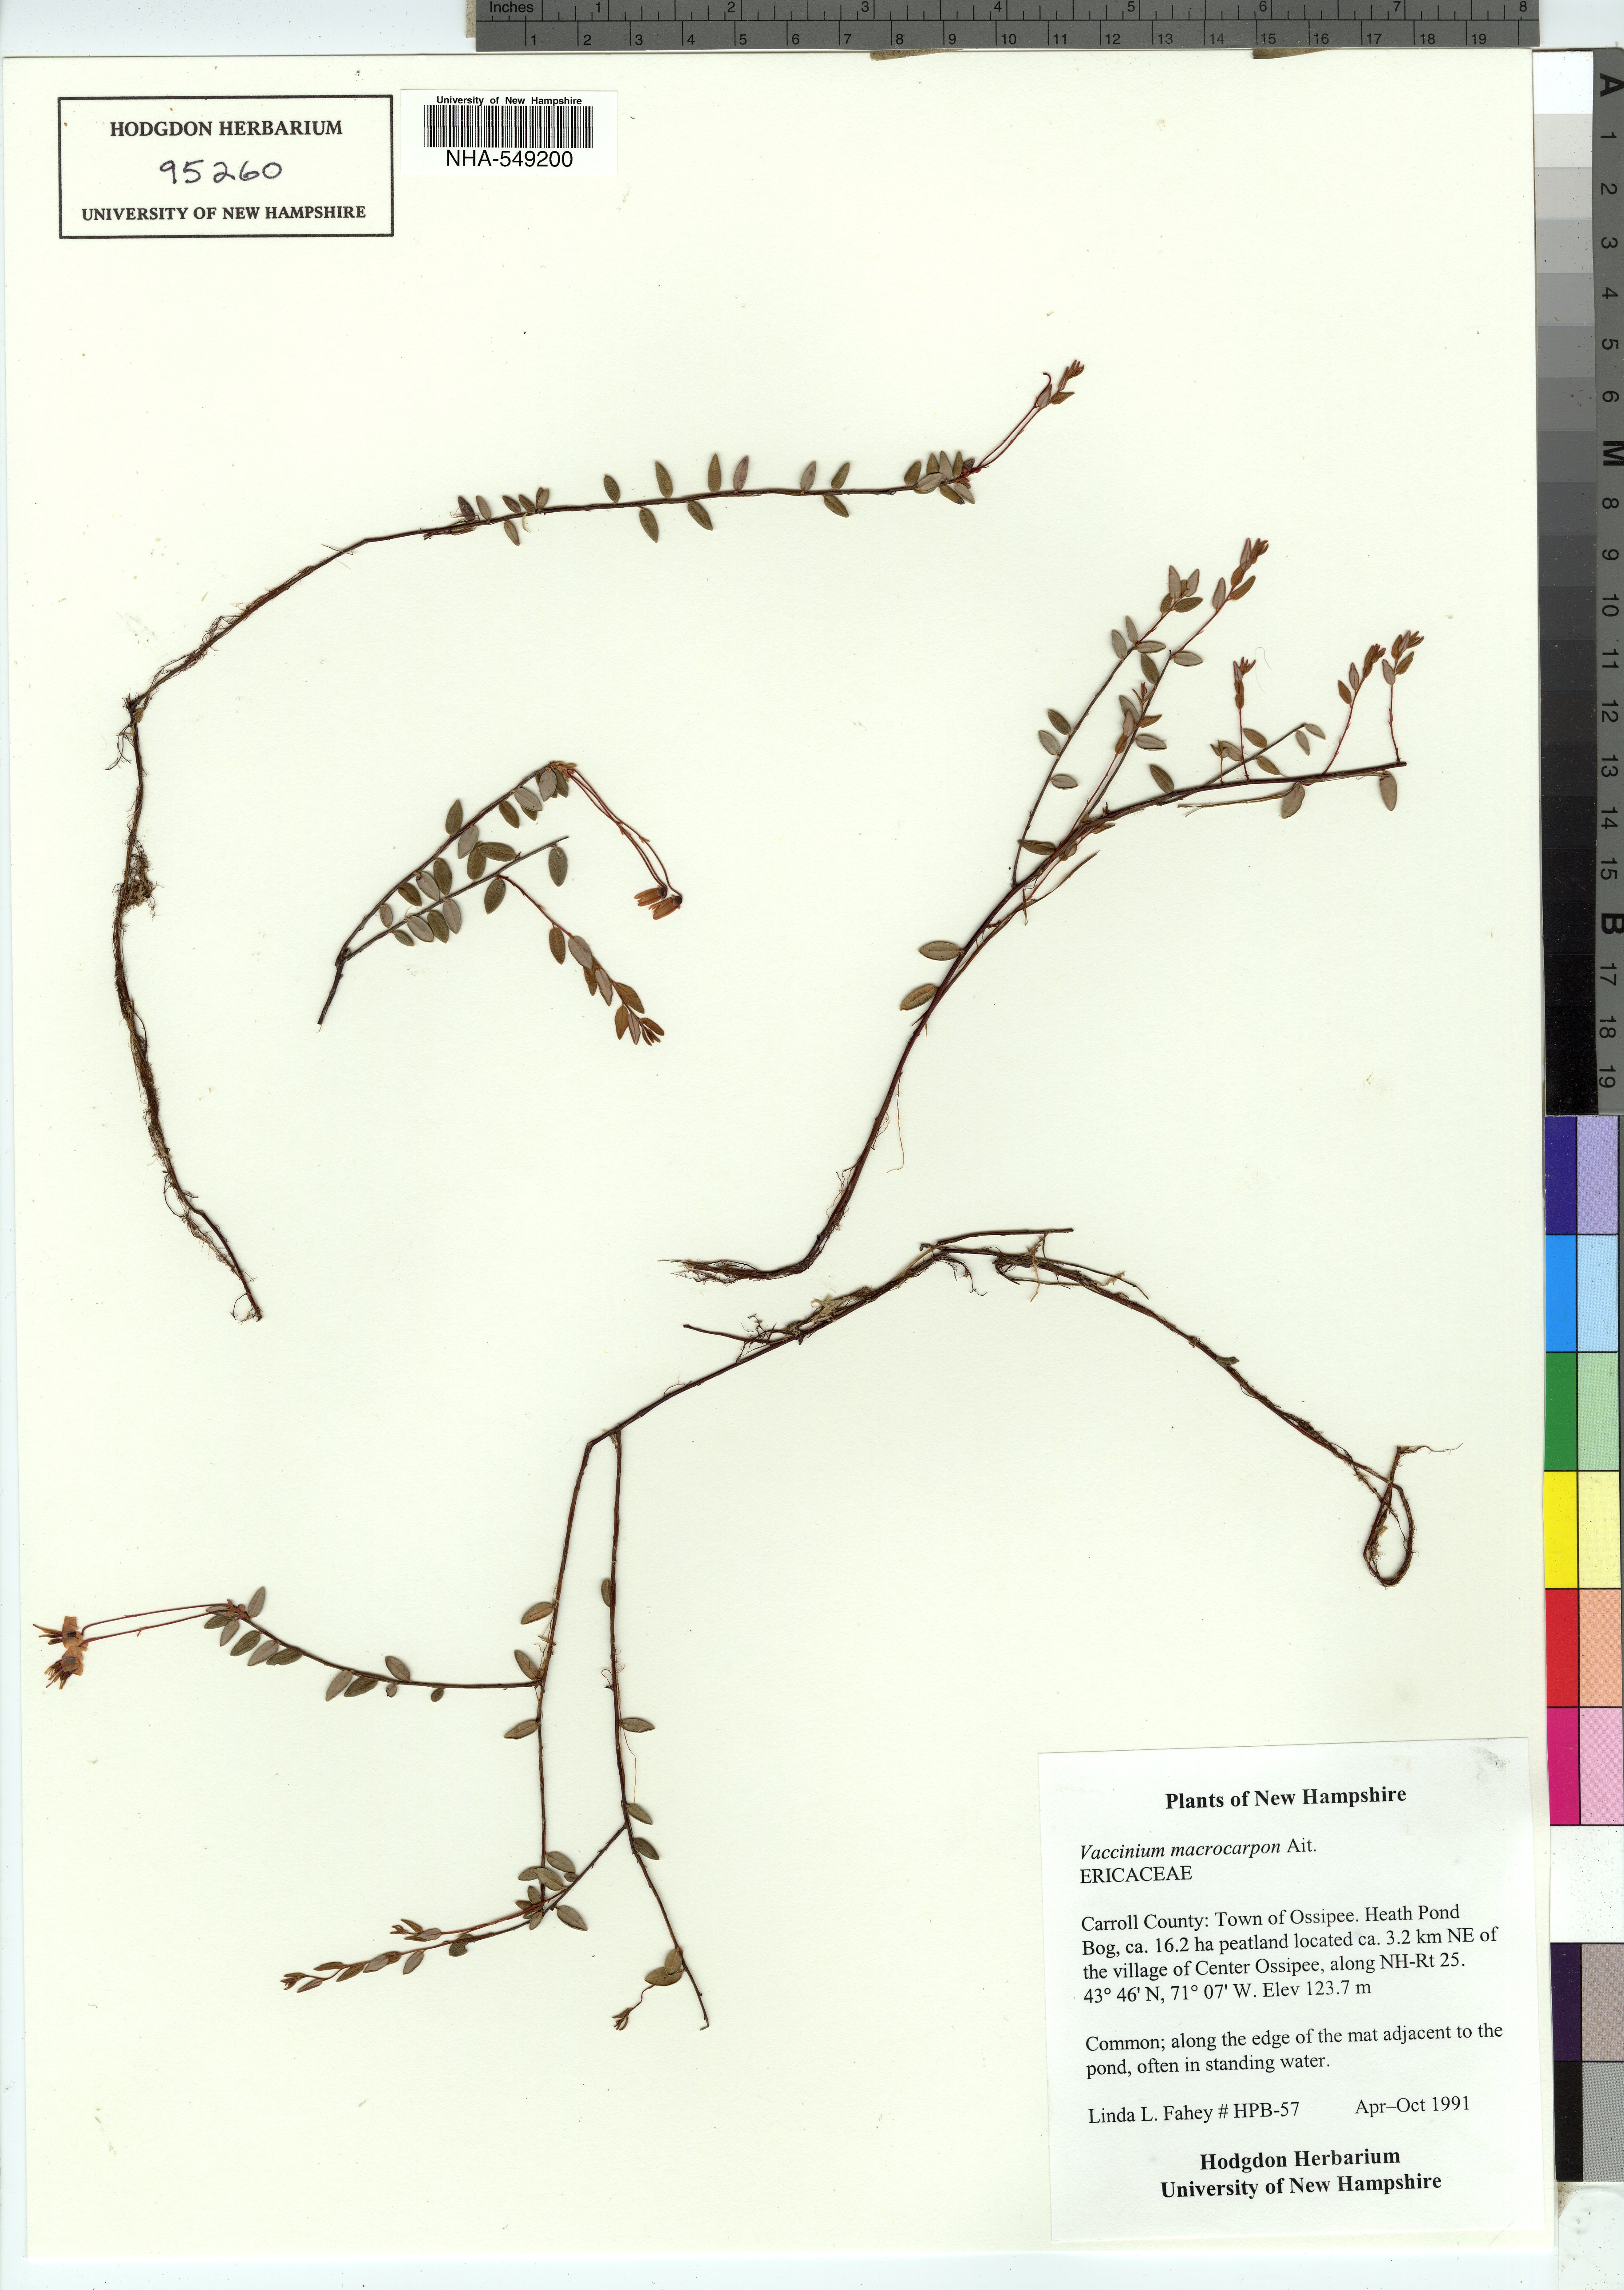 Inches 1 2 3 4 5 6 7 8
1 2 3 4 5 6 7 8 9 10 11 12 13 14 15 16 17 18 19
HODGDON HERBARIUM
95260
UNIVERSITY OF NEW HAMPSHIRE
University of New Hampshire
NHA-549200
A 1 2 3 4 5 6 M 8 9 10 11 12 13 14 15 B 17 18 19
Plants of New Hampshire
Vaccinium macrocarpon Ait.
ERICACEAE
Carroll County: Town of Ossipee. Heath Pond
Bog, ca. 16.2 ha peatland located ca. 3.2 km NE of
the village of Center Ossipee, along NH-Rt 25.
43° 46' N, 71° 07' W. Elev 123.7 m
Common; along the edge of the mat adjacent to the
pond, often in standing water.
Linda L. Fahey # HPB-57 Apr–Oct 1991
Hodgdon Herbarium
University of New Hampshire